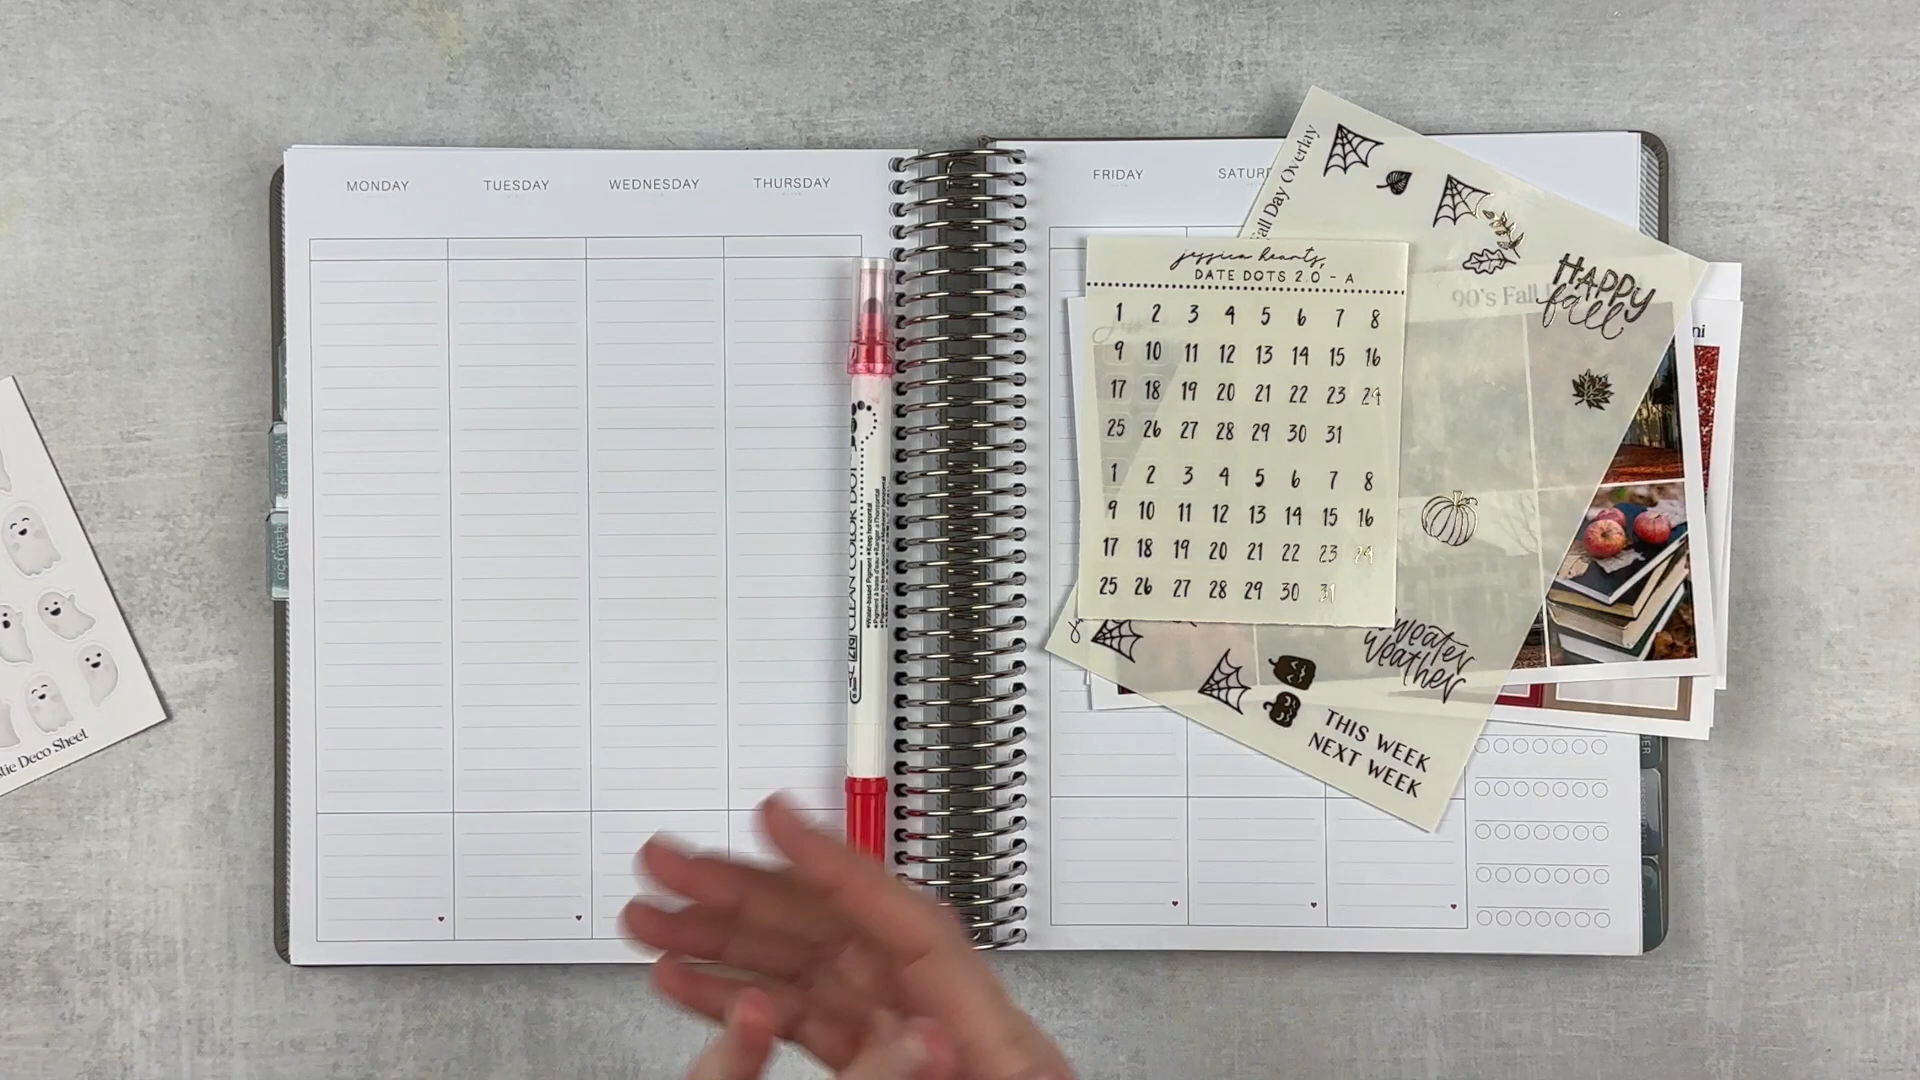 MONDAY TUESDAY WEDNESDAY THURSDAY
FRIDAY
Fall Day Overlay
HAPPY
fall
90's Fall
jessica hearts,
DATE DOTS 2.0 - A
1 2 3 4 5 6 7 8
9 10 11 12 13 14 15 16
17 18 19 20 21 22 23 24
25 26 27 28 29 30 31
1 2 3 4 5 6 7 8
9 10 11 12 13 14 15 16
17 18 19 20 21 22 23 24
25 26 27 28 29 30 31
sweater
weather
THIS WEEK
NEXT WEEK
ZIG CLEAN COLOR DOT
OCTOBER
Deco Sheet